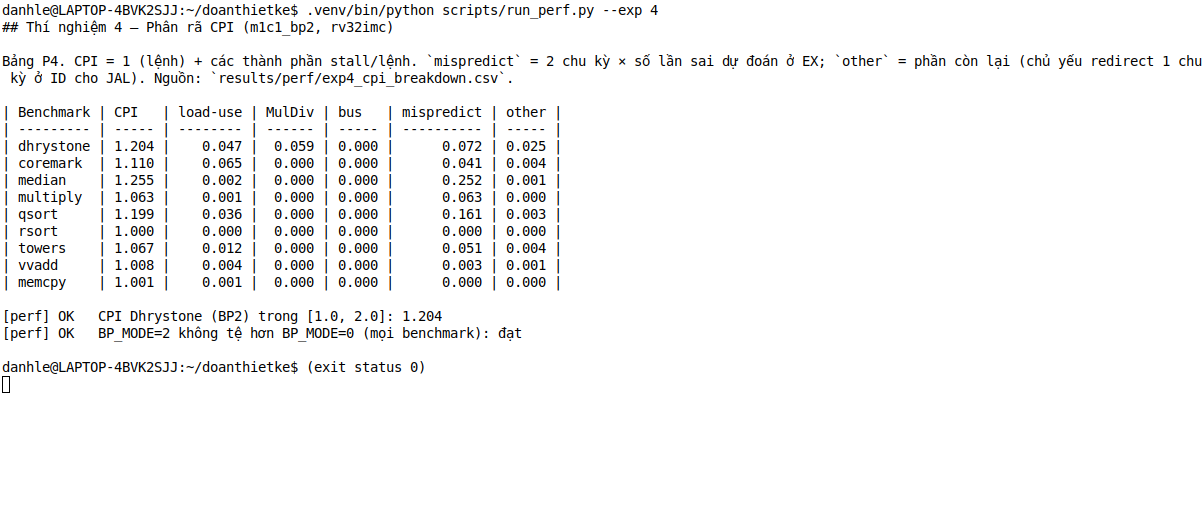 danhle@LAPTOP-4BVK2SJJ:~/doanthietke$ .venv/bin/python scripts/run_perf.py --exp 4
## Thí nghiệm 4 — Phân rã CPI (m1c1_bp2, rv32imc)
Bảng P4. CPI = 1 (lệnh) + các thành phần stall/lệnh. `mispredict` = 2 chu kỳ × số lần sai dự đoán ở EX; `other` = phần còn lại (chủ yếu redirect 1 chu
kỳ ở ID cho JAL). Nguồn: `results/perf/exp4_cpi_breakdown.csv`.
| Benchmark | CPI   | load-use | MulDiv | bus   | mispredict | other |
| --------- | ----- | -------- | ------ | ----- | ---------- | ----- |
| dhrystone | 1.204 |    0.047 |  0.059 | 0.000 |      0.072 | 0.025 |
| coremark  | 1.110 |    0.065 |  0.000 | 0.000 |      0.041 | 0.004 |
| median    | 1.255 |    0.002 |  0.000 | 0.000 |      0.252 | 0.001 |
| multiply  | 1.063 |    0.001 |  0.000 | 0.000 |      0.063 | 0.000 |
| qsort     | 1.199 |    0.036 |  0.000 | 0.000 |      0.161 | 0.003 |
| rsort     | 1.000 |    0.000 |  0.000 | 0.000 |      0.000 | 0.000 |
| towers    | 1.067 |    0.012 |  0.000 | 0.000 |      0.051 | 0.004 |
| vvadd     | 1.008 |    0.004 |  0.000 | 0.000 |      0.003 | 0.001 |
| memcpy    | 1.001 |    0.001 |  0.000 | 0.000 |      0.000 | 0.000 |
[perf] OK   CPI Dhrystone (BP2) trong [1.0, 2.0]: 1.204
[perf] OK   BP_MODE=2 không tệ hơn BP_MODE=0 (mọi benchmark): đạt
danhle@LAPTOP-4BVK2SJJ:~/doanthietke$ (exit status 0)